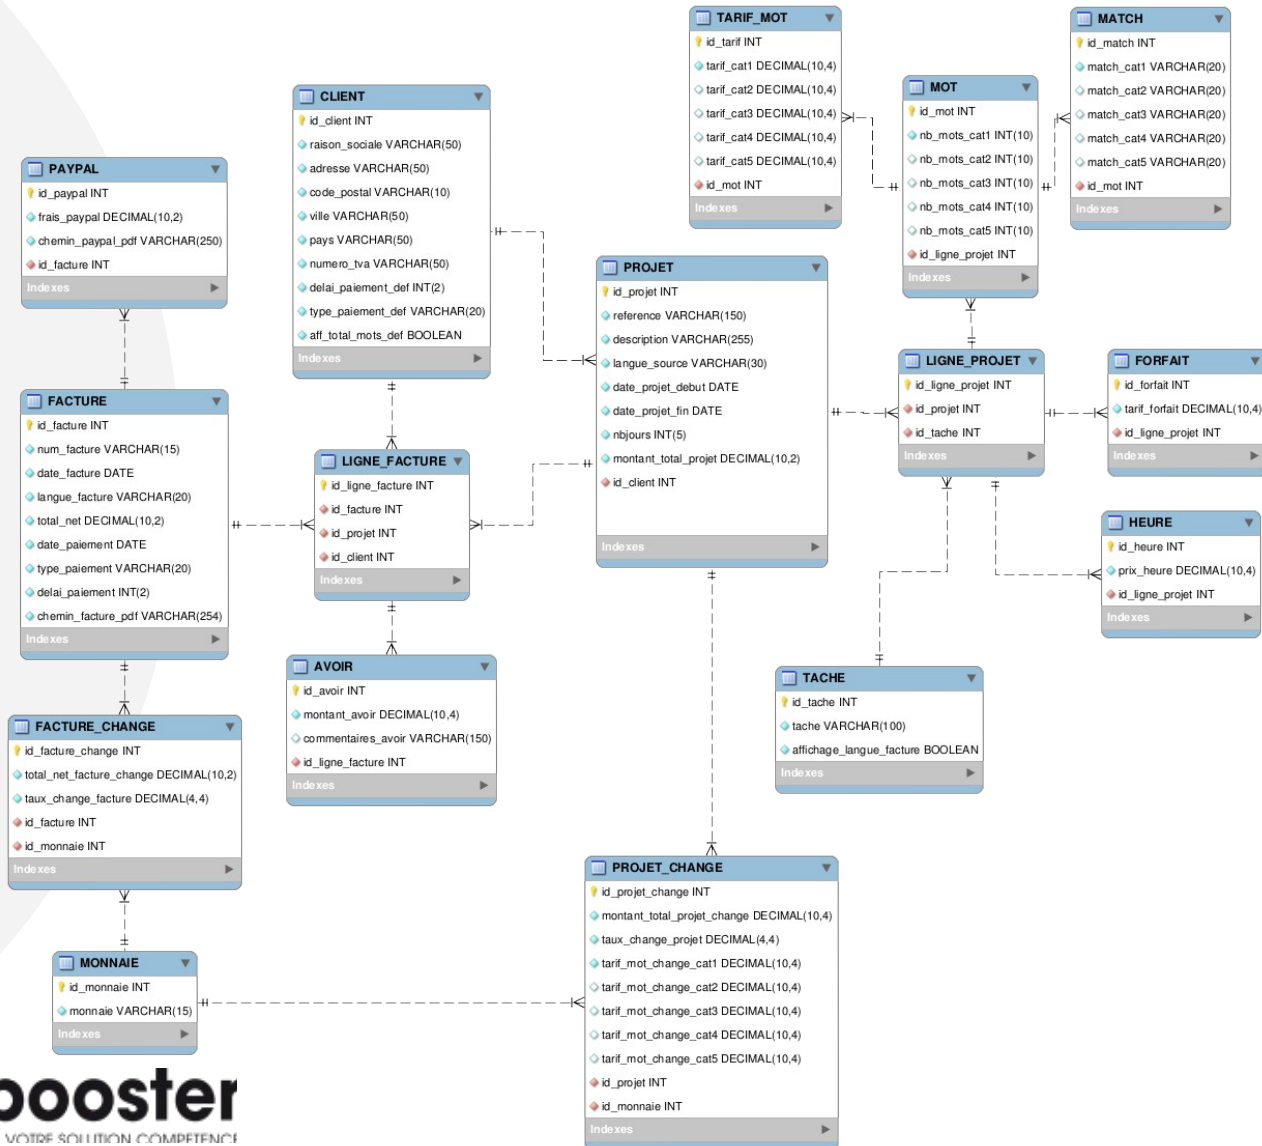 TARIF_MOT
id_tarif INT
tarif_cat1 DECIMAL(10,4)
tarif_cat2 DECIMAL(10,4)
tarif_cat3 DECIMAL(10,4)
tarif_cat4 DECIMAL(10,4)
tarif_cat5 DECIMAL(10,4)
id_mot INT
Indexes
MATCH
id_match INT
match_cat1 VARCHAR(20)
match_cat2 VARCHAR(20)
match_cat3 VARCHAR(20)
match_cat4 VARCHAR(20)
match_cat5 VARCHAR(20)
id_mot INT
Indexes
MOT
id_mot INT
nb_mots_cat1 INT(10)
nb_mots_cat2 INT(10)
nb_mots_cat3 INT(10)
nb_mots_cat4 INT(10)
nb_mots_cat5 INT(10)
id_ligne_projet INT
Indexes
CLIENT
id_client INT
raison_sociale VARCHAR(50)
adresse VARCHAR(50)
code_postal VARCHAR(10)
ville VARCHAR(50)
pays VARCHAR(50)
numero_tva VARCHAR(50)
delai_paiement_def INT(2)
type_paiement_def VARCHAR(20)
aff_total_mots_def BOOLEAN
Indexes
PAYPAL
id_paypal INT
frais_paypal DECIMAL(10,2)
chemin_paypal_pdf VARCHAR(250)
id_facture INT
Indexes
PROJET
id_projet INT
reference VARCHAR(150)
description VARCHAR(255)
langue_source VARCHAR(30)
date_projet_debut DATE
date_projet_fin DATE
nbjours INT(5)
montant_total_projet DECIMAL(10,2)
id_client INT
Indexes
LIGNE_PROJET
id_ligne_projet INT
id_projet INT
id_tache INT
Indexes
FORFAIT
id_forfait INT
tarif_forfait DECIMAL(10,4)
id_ligne_projet INT
Indexes
FACTURE
id_facture INT
num_facture VARCHAR(15)
date_facture DATE
langue_facture VARCHAR(20)
total_net DECIMAL(10,2)
date_paiement DATE
type_paiement VARCHAR(20)
delai_paiement INT(2)
chemin_facture_pdf VARCHAR(254)
Indexes
LIGNE_FACTURE
id_ligne_facture INT
id_facture INT
id_projet INT
id_client INT
Indexes
HEURE
id_heure INT
prix_heure DECIMAL(10,4)
id_ligne_projet INT
Indexes
AVOIR
id_avoir INT
montant_avoir DECIMAL(10,4)
commentaires_avoir VARCHAR(150)
id_ligne_facture INT
Indexes
TACHE
id_tache INT
tache VARCHAR(100)
affichage_langue_facture BOOLEAN
Indexes
FACTURE_CHANGE
id_facture_change INT
total_net_facture_change DECIMAL(10,2)
taux_change_facture DECIMAL(4,4)
id_facture INT
id_monnaie INT
Indexes
PROJET_CHANGE
id_projet_change INT
montant_total_projet_change DECIMAL(10,4)
taux_change_projet DECIMAL(4,4)
tarif_mot_change_cat1 DECIMAL(10,4)
tarif_mot_change_cat2 DECIMAL(10,4)
tarif_mot_change_cat3 DECIMAL(10,4)
tarif_mot_change_cat4 DECIMAL(10,4)
tarif_mot_change_cat5 DECIMAL(10,4)
id_projet INT
id_monnaie INT
Indexes
MONNAIE
id_monnaie INT
monnaie VARCHAR(15)
Indexes
booster
VOTRE SOLUTION COMPETENCE